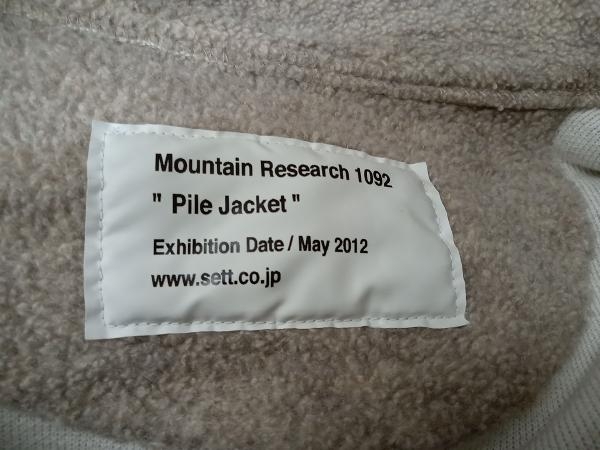 Mountain Research 1092
" Pile Jacket "
Exhibition Date / May 2012
www.sett.co.jp